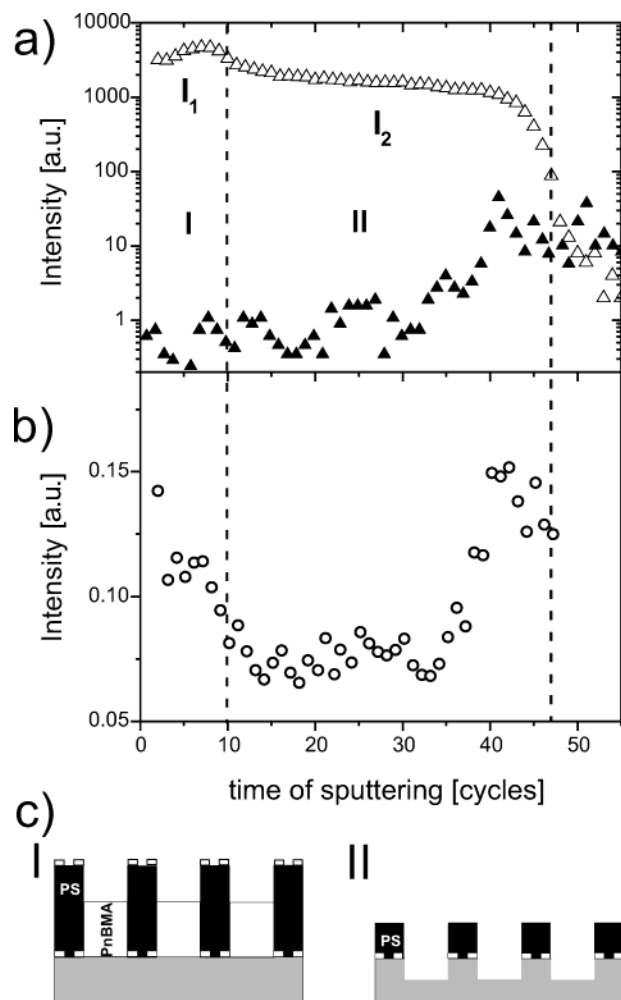 a)
Intensity [a.u.]
10000
1000
100
10
1
I₁
I₂
I
II
b)
Intensity [a.u.]
0.15
0.10
0.05
0
10
20
30
40
50
time of sputtering [cycles]
c)
I
PS
PnBMA
II
PS